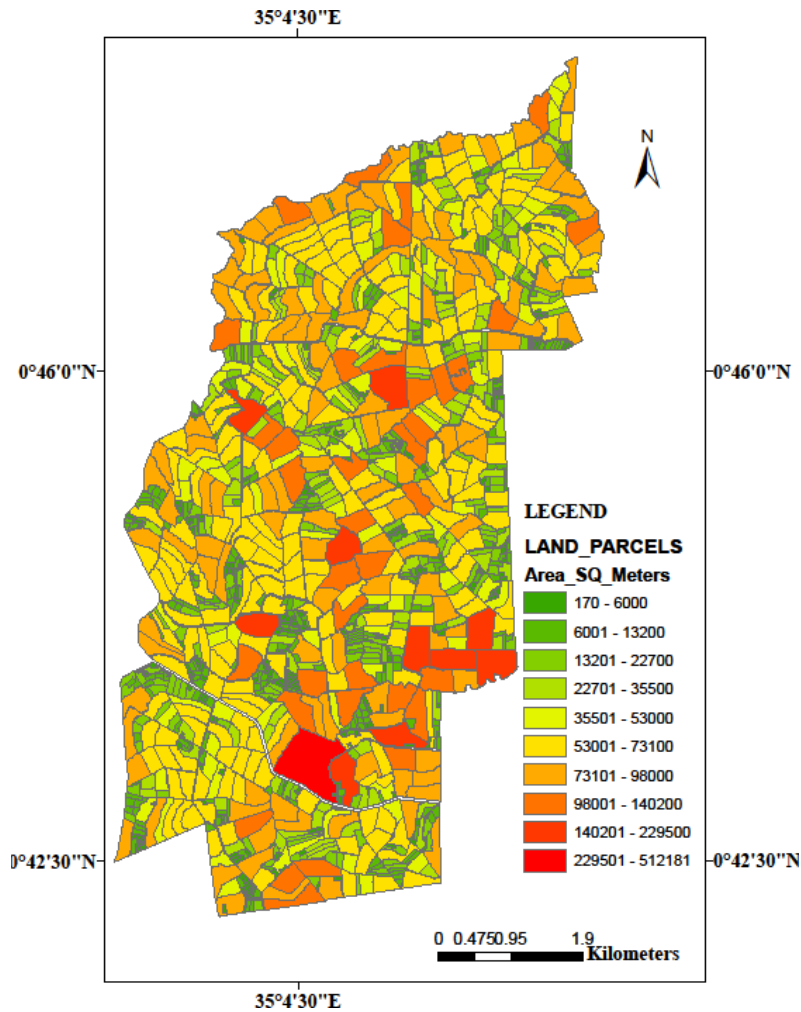 35°4'30"E
N
0°46'0"N
0°46'0"N
LEGEND
LAND_PARCELS
Area_SQ_Meters
170 - 6000
6001 - 13200
13201 - 22700
22701 - 35500
35501 - 53000
53001 - 73100
73101 - 98000
98001 - 140200
140201 - 229500
229501 - 512181
0°42'30"N
0°42'30"N
0 0.475 0.95 1.9
Kilometers
35°4'30"E